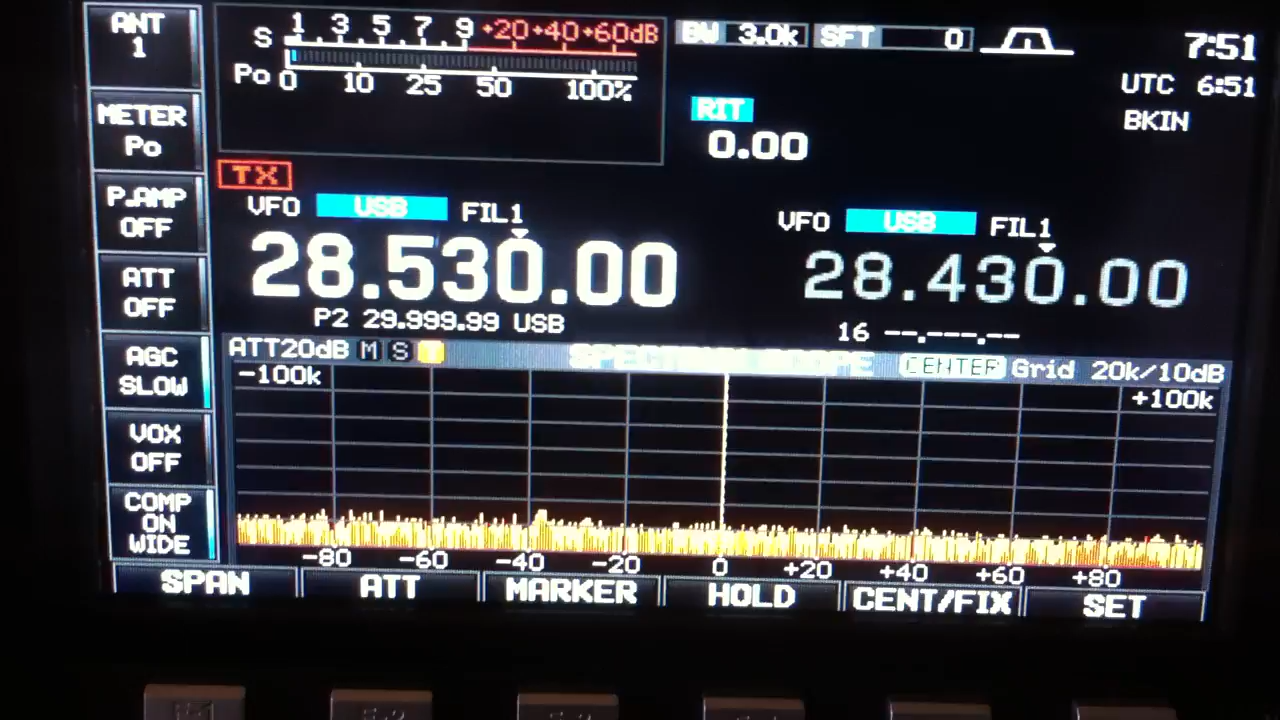 ANT
1
METER
Po
P.AMP
OFF
ATT
OFF
AGC
SLOW
VOX
OFF
COMP
ON
WIDE
S 1 3 5 7 9 +20+40+60dB
Po 0 10 25 50 100%
BW 3.0k SFT 0
7:51
UTC 6:51
BKIN
RIT
0.00
TX
VFO USB FIL1
28.530.00
P2 29.999.99 USB
VFO USB FIL1
28.430.00
16 --.---.--
ATT20dB M S T SPECTRUM SCOPE CENTER Grid 20k/10dB
-100k +100k
-80 -60 -40 -20 0 +20 +40 +60 +80
SPAN ATT MARKER HOLD CENT/FIX SET